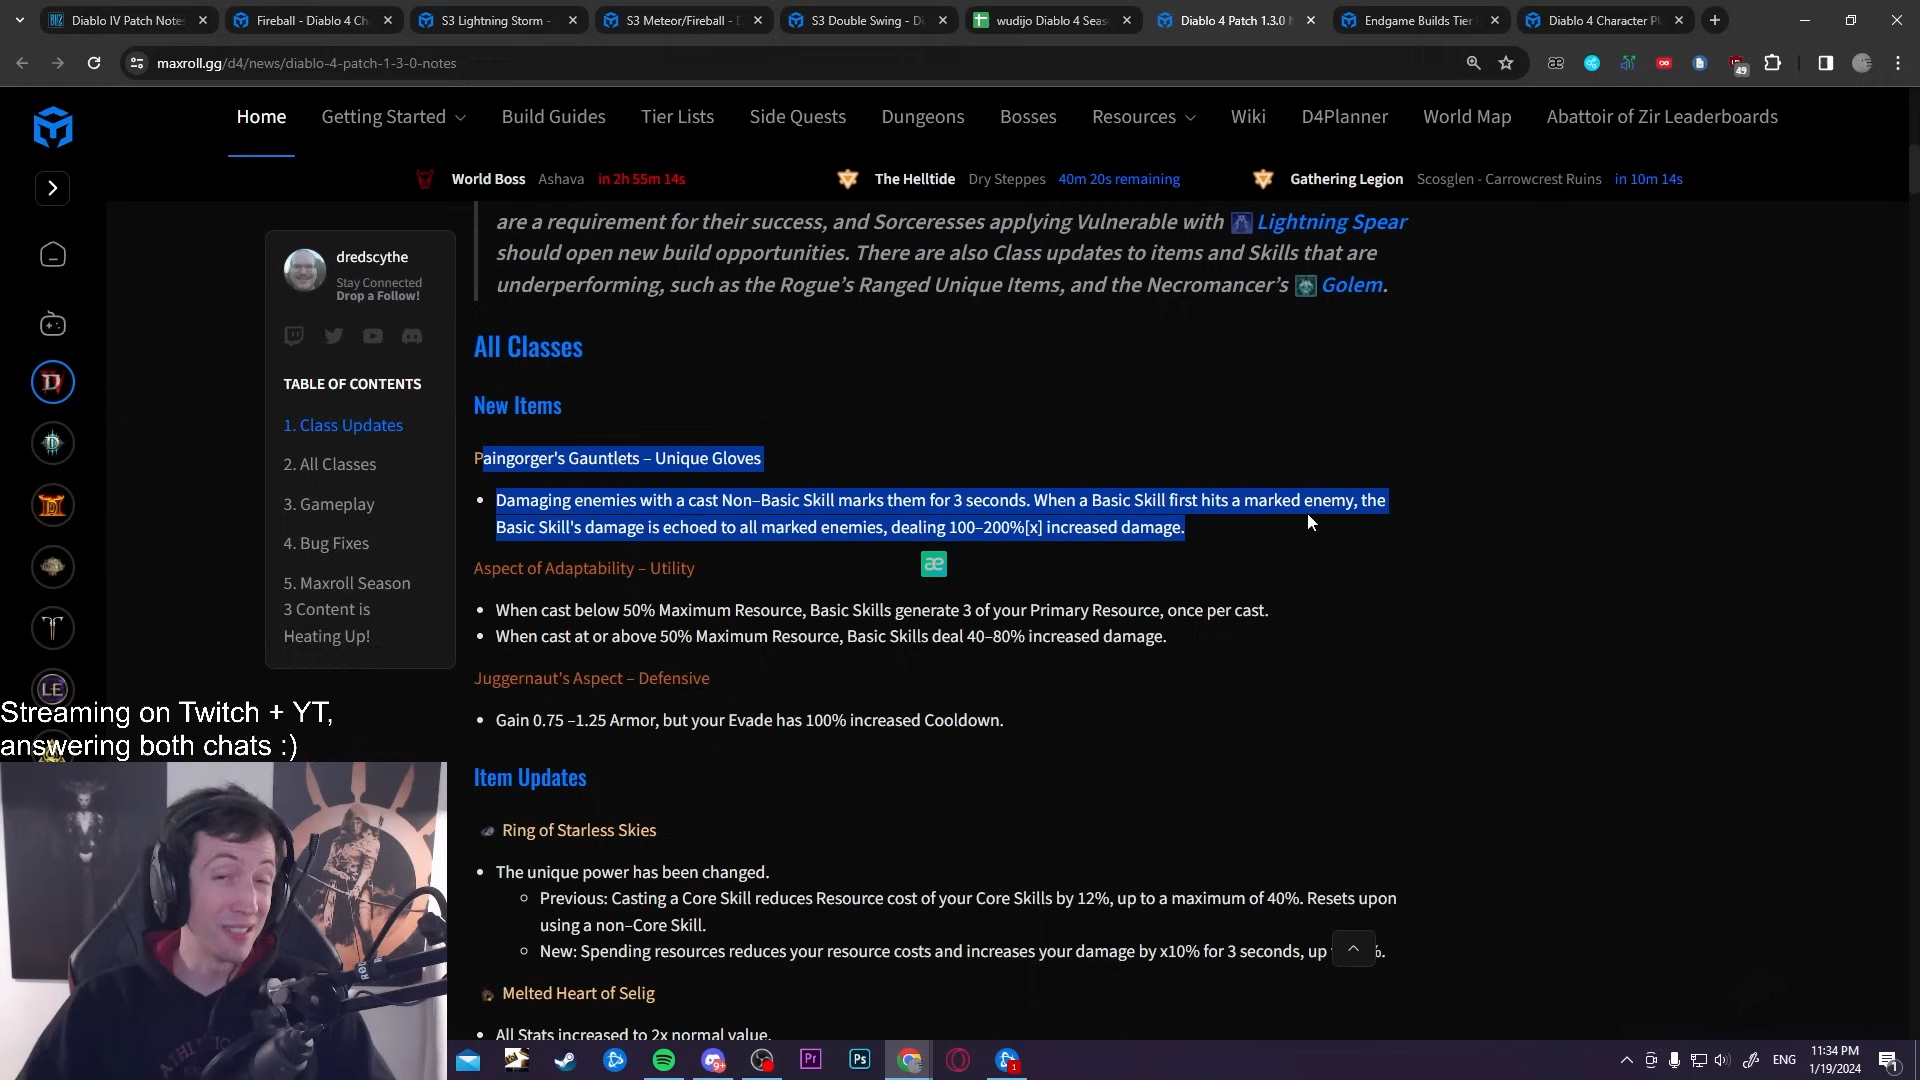 Diablo IV Patch Note
Fireball - Diablo 4 Ch
S3 Lightning Storm -
S3 Meteor/Fireball - D
S3 Double Swing - Di
wudijo Diablo 4 Seas
Diablo 4 Patch 1.3.0
Endgame Builds Tier
Diablo 4 Character P
maxroll.gg/d4/news/diablo-4-patch-1-3-0-notes
49
Home
Getting Started
Build Guides
Tier Lists
Side Quests
Dungeons
Bosses
Resources
Wiki
D4Planner
World Map
Abattoir of Zir Leaderboards
World Boss Ashava in 2h 55m 14s
The Helltide Dry Steppes 40m 20s remaining
Gathering Legion Scosglen - Carrowcrest Ruins in 10m 14s
dredscythe
Stay Connected
Drop a Follow!
TABLE OF CONTENTS
1. Class Updates
2. All Classes
3. Gameplay
4. Bug Fixes
5. Maxroll Season
3 Content is
Heating Up!
are a requirement for their success, and Sorceresses applying Vulnerable with Lightning Spear
should open new build opportunities. There are also Class updates to items and Skills that are
underperforming, such as the Rogue’s Ranged Unique Items, and the Necromancer’s Golem.
All Classes
New Items
Paingorger's Gauntlets – Unique Gloves
• Damaging enemies with a cast Non–Basic Skill marks them for 3 seconds. When a Basic Skill first hits a marked enemy, the
Basic Skill's damage is echoed to all marked enemies, dealing 100–200%[x] increased damage.
æ
Aspect of Adaptability – Utility
• When cast below 50% Maximum Resource, Basic Skills generate 3 of your Primary Resource, once per cast.
• When cast at or above 50% Maximum Resource, Basic Skills deal 40–80% increased damage.
Juggernaut's Aspect – Defensive
• Gain 0.75 –1.25 Armor, but your Evade has 100% increased Cooldown.
Item Updates
Ring of Starless Skies
• The unique power has been changed.
Previous: Casting a Core Skill reduces Resource cost of your Core Skills by 12%, up to a maximum of 40%. Resets upon
using a non–Core Skill.
New: Spending resources reduces your resource costs and increases your damage by x10% for 3 seconds, up
Melted Heart of Selig
• All Stats increased to 2x normal value.
LE
Streaming on Twitch + YT,
answering both chats :)
Pr
Ps
9+
1
ENG
11:34 PM
1/19/2024
1